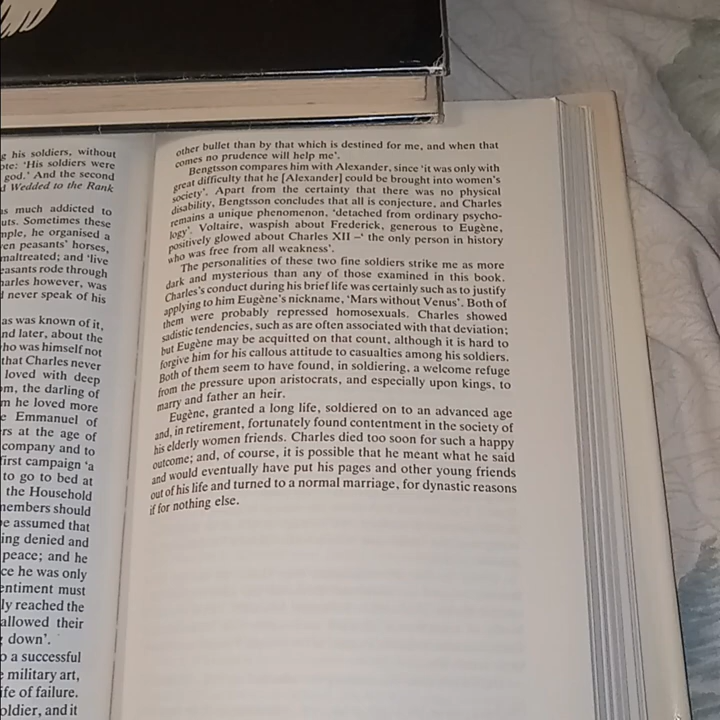 g his soldiers, without
ote: 'His soldiers were
god.' And the second
d Wedded to the Rank
as much addicted to
uts. Sometimes these
mple, he organised a
ven peasants' horses,
maltreated; and 'live
easants rode through
harles however, was
d never speak of his
as was known of it,
nd later, about the
ho was himself not
that Charles never
loved with deep
om, the darling of
m he loved more
e Emmanuel of
rs at the age of
company and to
first campaign 'a
to go to bed at
the Household
members should
be assumed that
ing denied and
peace; and he
ce he was only
entiment must
ly reached the
allowed their
down'.
o a successful
e military art,
ife of failure.
oldier, and it
other bullet than by that which is destined for me, and when that
comes no prudence will help me'.
Bengtsson compares him with Alexander, since 'it was only with
great difficulty that he [Alexander] could be brought into women's
society'. Apart from the certainty that there was no physical
disability, Bengtsson concludes that all is conjecture, and Charles
remains a unique phenomenon, 'detached from ordinary psycho-
logy'. Voltaire, waspish about Frederick, generous to Eugène,
positively glowed about Charles XII –' the only person in history
who was free from all weakness'.
The personalities of these two fine soldiers strike me as more
dark and mysterious than any of those examined in this book.
Charles's conduct during his brief life was certainly such as to justify
applying to him Eugène's nickname, 'Mars without Venus'. Both of
them were probably repressed homosexuals. Charles showed
sadistic tendencies, such as are often associated with that deviation;
but Eugène may be acquitted on that count, although it is hard to
forgive him for his callous attitude to casualties among his soldiers.
Both of them seem to have found, in soldiering, a welcome refuge
from the pressure upon aristocrats, and especially upon kings, to
marry and father an heir.
Eugène, granted a long life, soldiered on to an advanced age
and, in retirement, fortunately found contentment in the society of
his elderly women friends. Charles died too soon for such a happy
outcome; and, of course, it is possible that he meant what he said
and would eventually have put his pages and other young friends
out of his life and turned to a normal marriage, for dynastic reasons
if for nothing else.